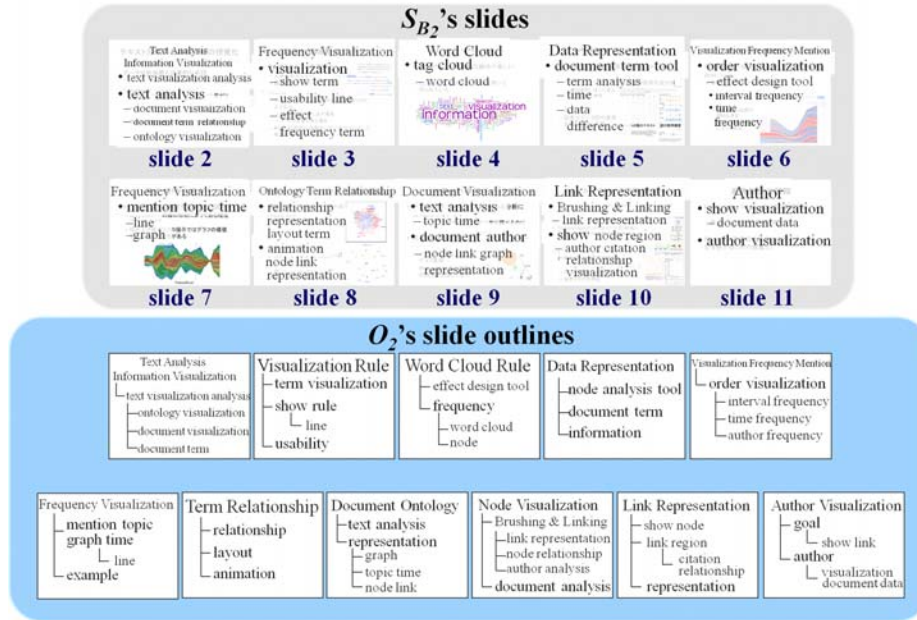 S_B2's slides
Text Analysis
Information Visualization
• text visualization analysis
• text analysis
– document visualization
– document term relationship
– ontology visualization
slide 2
Frequency Visualization
• visualization
– show term
– usability line
– effect
frequency term
slide 3
Word Cloud
• tag cloud
– word cloud
visualization
information
slide 4
Data Representation
• document term tool
– term analysis
– time
– data
difference
slide 5
Visualization Frequency Mention
• order visualization
– effect design tool
• interval frequency
• time
frequency
slide 6
Frequency Visualization
• mention topic time
– line
– graph
slide 7
Ontology Term Relationship
• relationship
representation
layout term
• animation
node link
representation
slide 8
Document Visualization
• text analysis
– topic time
• document author
– node link graph
representation
slide 9
Link Representation
• Brushing & Linking
– link representation
• show node region
– author citation
relationship
visualization
slide 10
Author
• show visualization
– document data
• author visualization
slide 11
O2's slide outlines
Text Analysis
Information Visualization
text visualization analysis
ontology visualization
document visualization
document term
Visualization Rule
term visualization
show rule
line
usability
Word Cloud Rule
effect design tool
frequency
word cloud
node
Data Representation
node analysis tool
document term
information
Visualization Frequency Mention
order visualization
interval frequency
time frequency
author frequency
Frequency Visualization
mention topic
graph time
line
example
Term Relationship
relationship
layout
animation
Document Ontology
text analysis
representation
graph
topic time
node link
Node Visualization
Brushing & Linking
link representation
node relationship
author analysis
document analysis
Link Representation
show node
link region
citation
relationship
representation
Author Visualization
goal
show link
author
visualization
document data